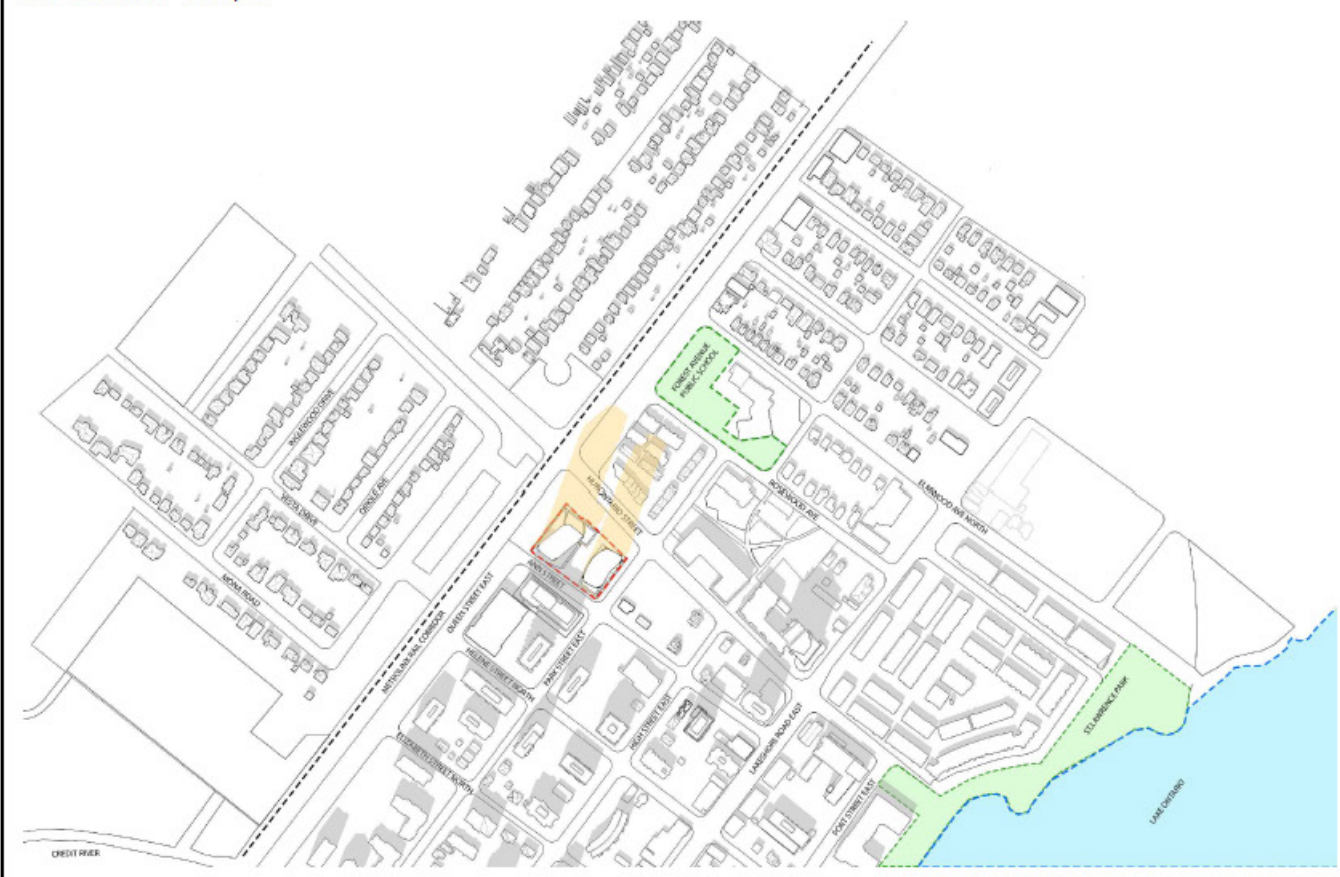 FOREST AVENUE
PUBLIC SCHOOL
INGLEWOOD DRIVE
VESTA DRIVE
ORIOLE AVE
HURONTARIO STREET
ROSEWOOD AVE
ELMWOOD AVE NORTH
ANN STREET
MONA ROAD
METROLINX RAIL CORRIDOR
QUEEN STREET EAST
HELENE STREET NORTH
PARK STREET EAST
HIGH STREET EAST
ELIZABETH STREET NORTH
LAKESHORE ROAD EAST
PORT STREET EAST
ST.LAWRENCE PARK
LAKE ONTARIO
CREDIT RIVER